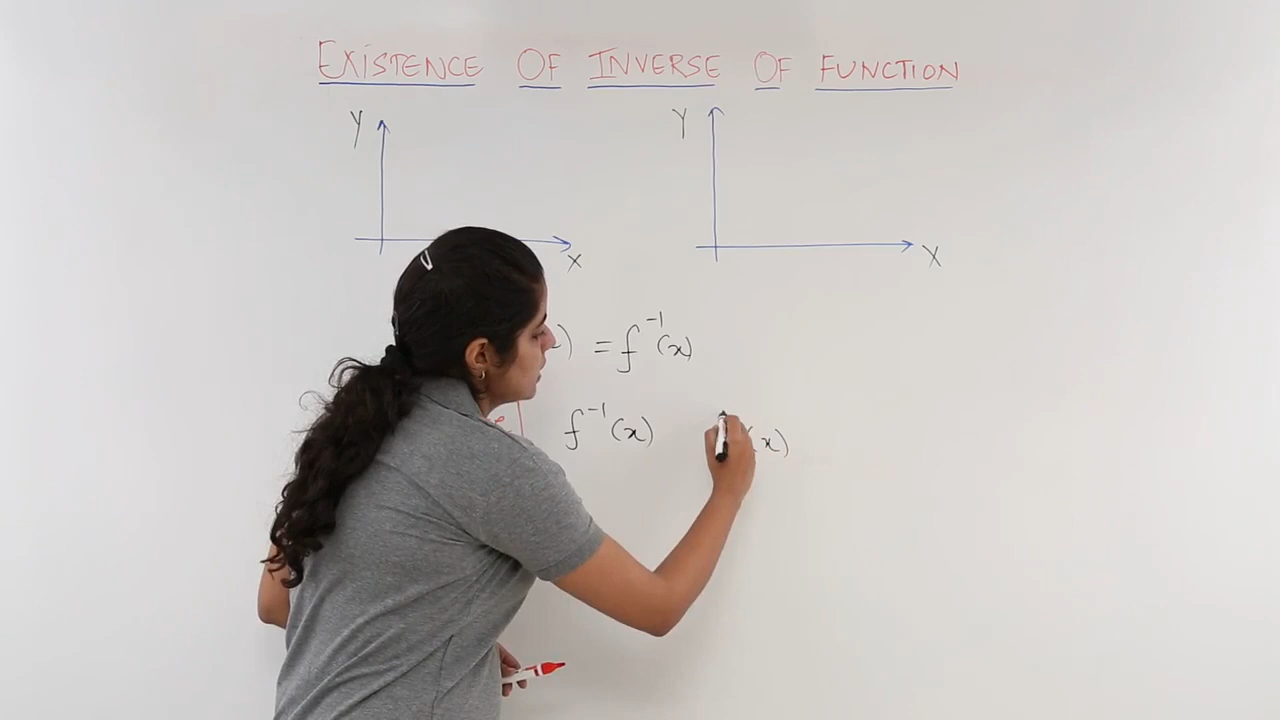 EXISTENCE OF INVERSE OF FUNCTION
Y Y
X X
) = f⁻¹(x)
f⁻¹(x) (x)